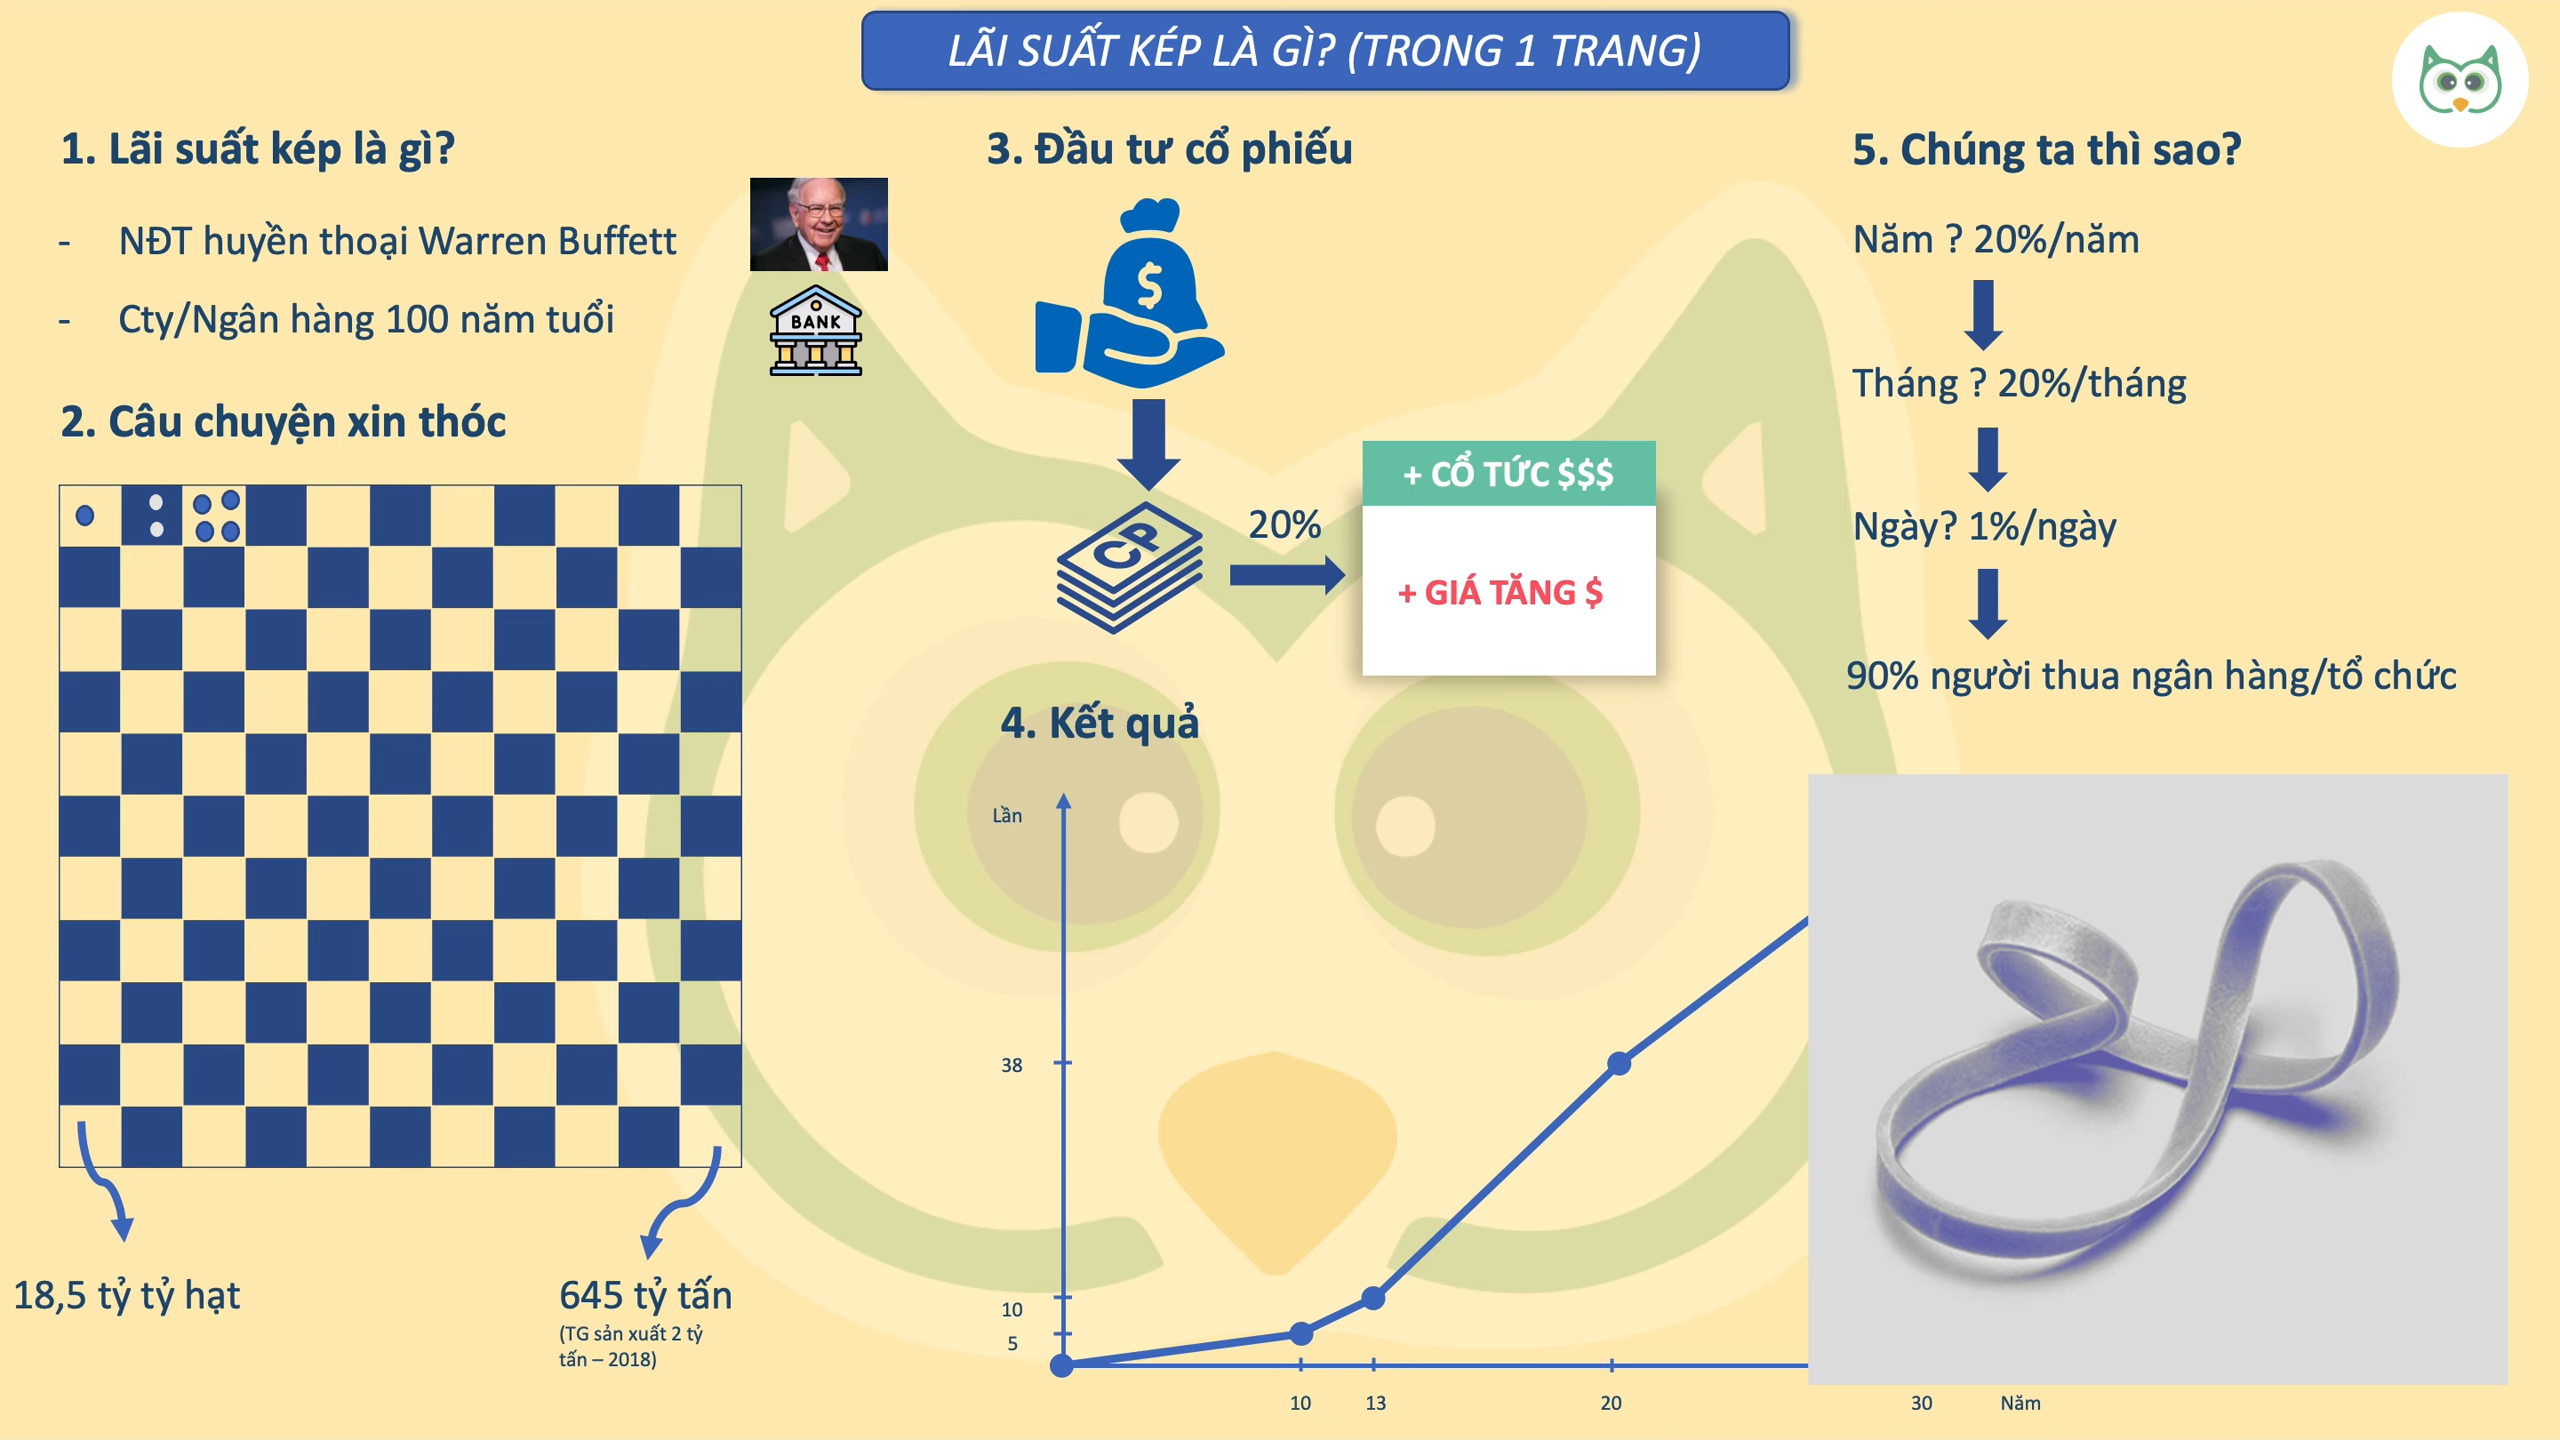 LÃI SUẤT KÉP LÀ GÌ? (TRONG 1 TRANG)
1. Lãi suất kép là gì?
- NĐT huyền thoại Warren Buffett
- Cty/Ngân hàng 100 năm tuổi
BANK
2. Câu chuyện xin thóc
18,5 tỷ tỷ hạt
645 tỷ tấn
(TG sản xuất 2 tỷ
tấn – 2018)
3. Đầu tư cổ phiếu
$
CP
20%
+ CỔ TỨC $$$
+ GIÁ TĂNG $
4. Kết quả
Lần
38
10
5
10
13
20
30
Năm
5. Chúng ta thì sao?
Năm ? 20%/năm
Tháng ? 20%/tháng
Ngày? 1%/ngày
90% người thua ngân hàng/tổ chức